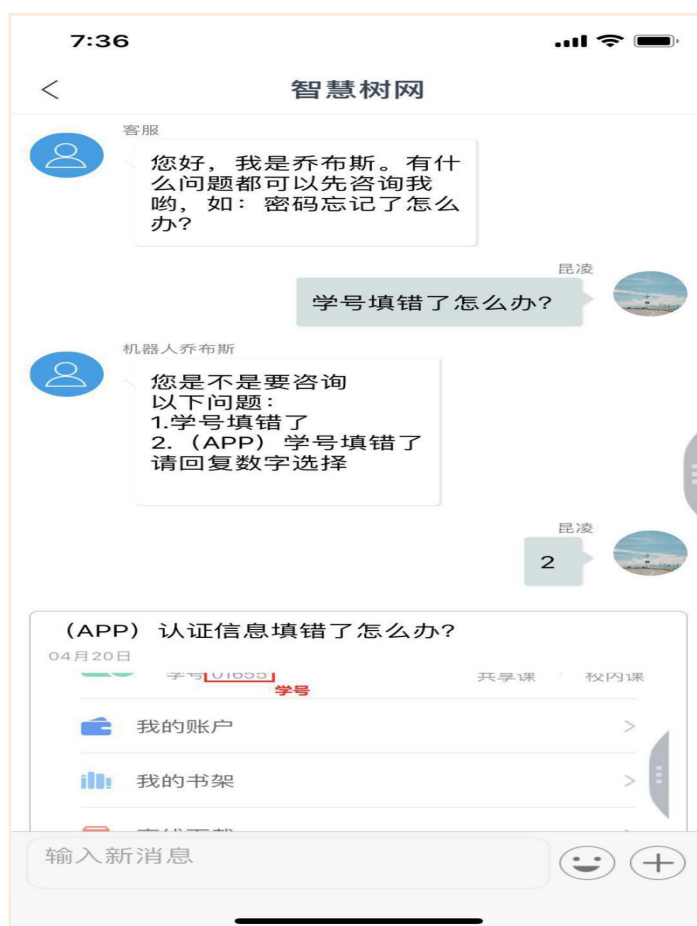 7:36
智慧树网
客服
您好，我是乔布斯。有什
么问题都可以先咨询我
哟，如：密码忘记了怎么
办?
昆凌
学号填错了怎么办?
机器人乔布斯
您是不是要咨询
以下问题：
1.学号填错了
2.（APP）学号填错了
请回复数字选择
昆凌
2
（APP）认证信息填错了怎么办?
04月20日
学号 01655 共享课 校内课
学号
我的账户
我的书架
输入新消息